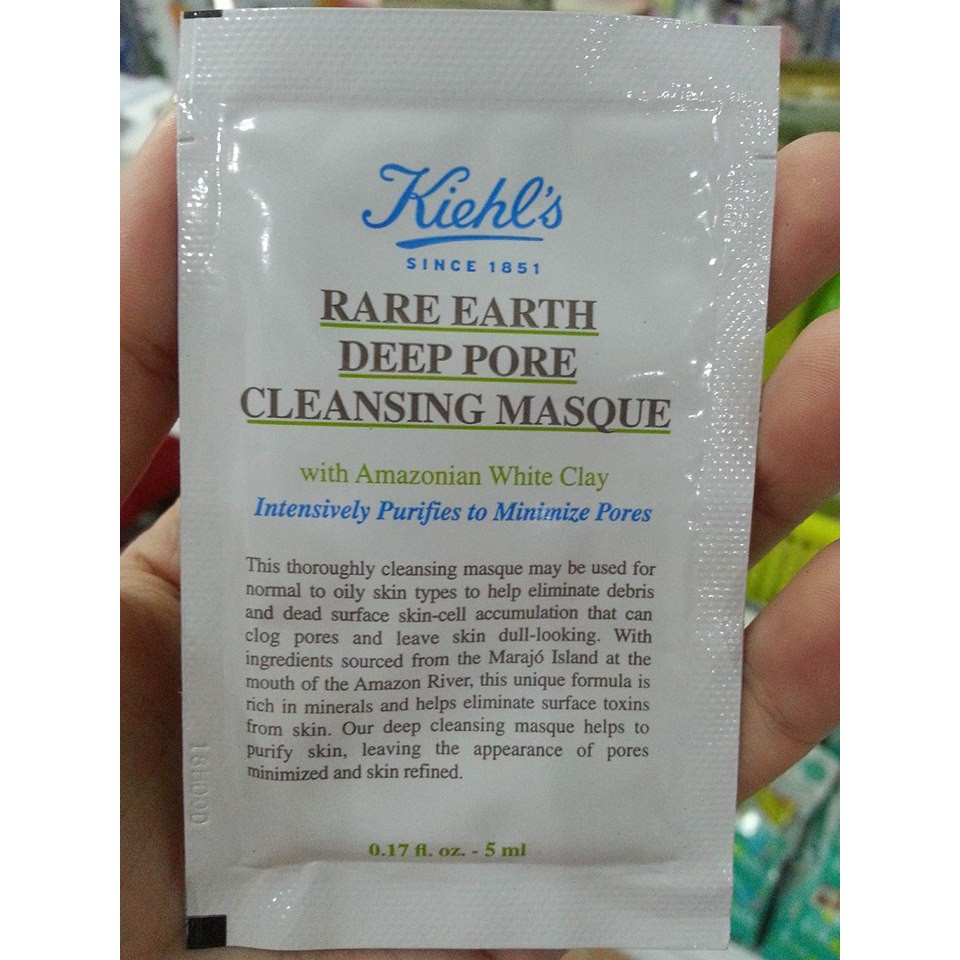 Kiehl's
SINCE 1851
RARE EARTH
DEEP PORE
CLEANSING MASQUE
with Amazonian White Clay
Intensively Purifies to Minimize Pores
This thoroughly cleansing masque may be used for
normal to oily skin types to help eliminate debris
and dead surface skin-cell accumulation that can
clog pores and leave skin dull-looking. With
ingredients sourced from the Marajó Island at the
mouth of the Amazon River, this unique formula is
rich in minerals and helps eliminate surface toxins
from skin. Our deep cleansing masque helps to
purify skin, leaving the appearance of pores
minimized and skin refined.
0.17 fl. oz. - 5 ml